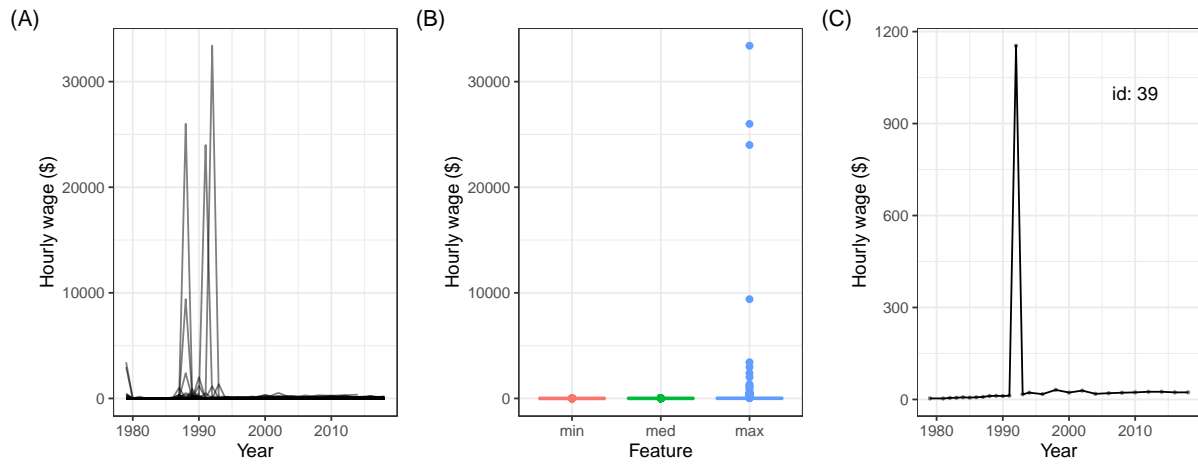 (A)
Hourly wage ($)
30000
20000
10000
0
1980 1990 2000 2010
Year
(B)
Hourly wage ($)
30000
20000
10000
0
min med max
Feature
(C)
Hourly wage ($)
1200
900
600
300
0
id: 39
1980 1990 2000 2010
Year